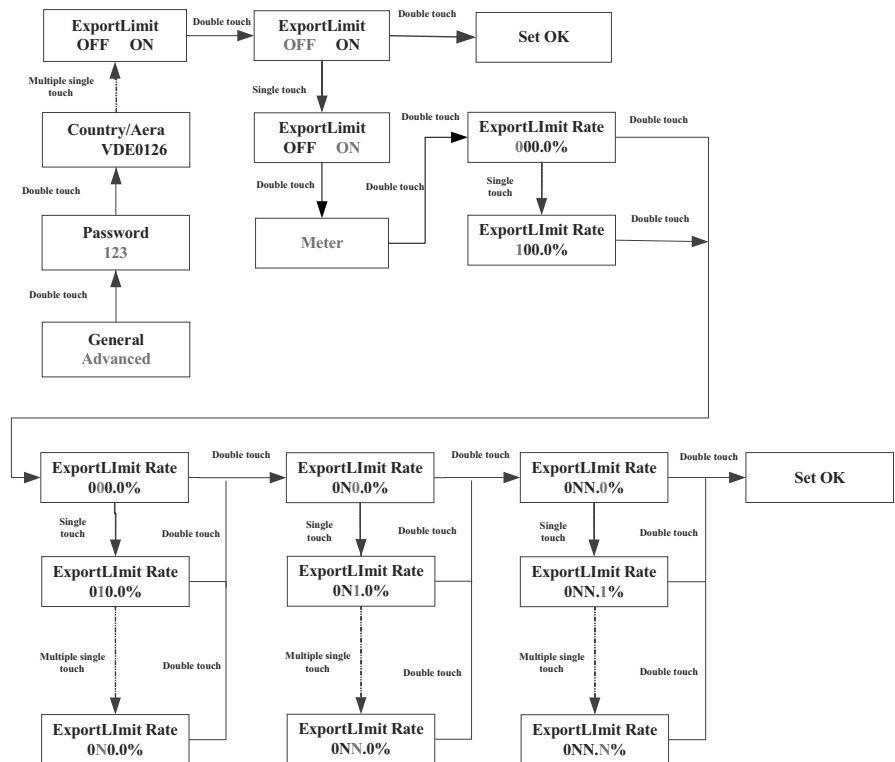 ExportLimit
OFF ON
Double touch
ExportLimit
OFF ON
Double touch
Set OK
Multiple single
touch
Single touch
Country/Aera
VDE0126
ExportLimit
OFF ON
Double touch
ExportLImit Rate
000.0%
Double touch
Double touch
Double touch
Double touch
Single
touch
Password
123
Meter
ExportLImit Rate
100.0%
Double touch
Double touch
General
Advanced
ExportLImit Rate
000.0%
Double touch
ExportLImit Rate
0N0.0%
Double touch
ExportLImit Rate
0NN.0%
Double touch
Set OK
Single
touch
Double touch
Single
touch
Double touch
Single
touch
Double touch
ExportLImit Rate
010.0%
ExportLImit Rate
0N1.0%
ExportLImit Rate
0NN.1%
Multiple single
touch
Double touch
Multiple single
touch
Double touch
Multiple single
touch
Double touch
ExportLImit Rate
0N0.0%
ExportLImit Rate
0NN.0%
ExportLImit Rate
0NN.N%